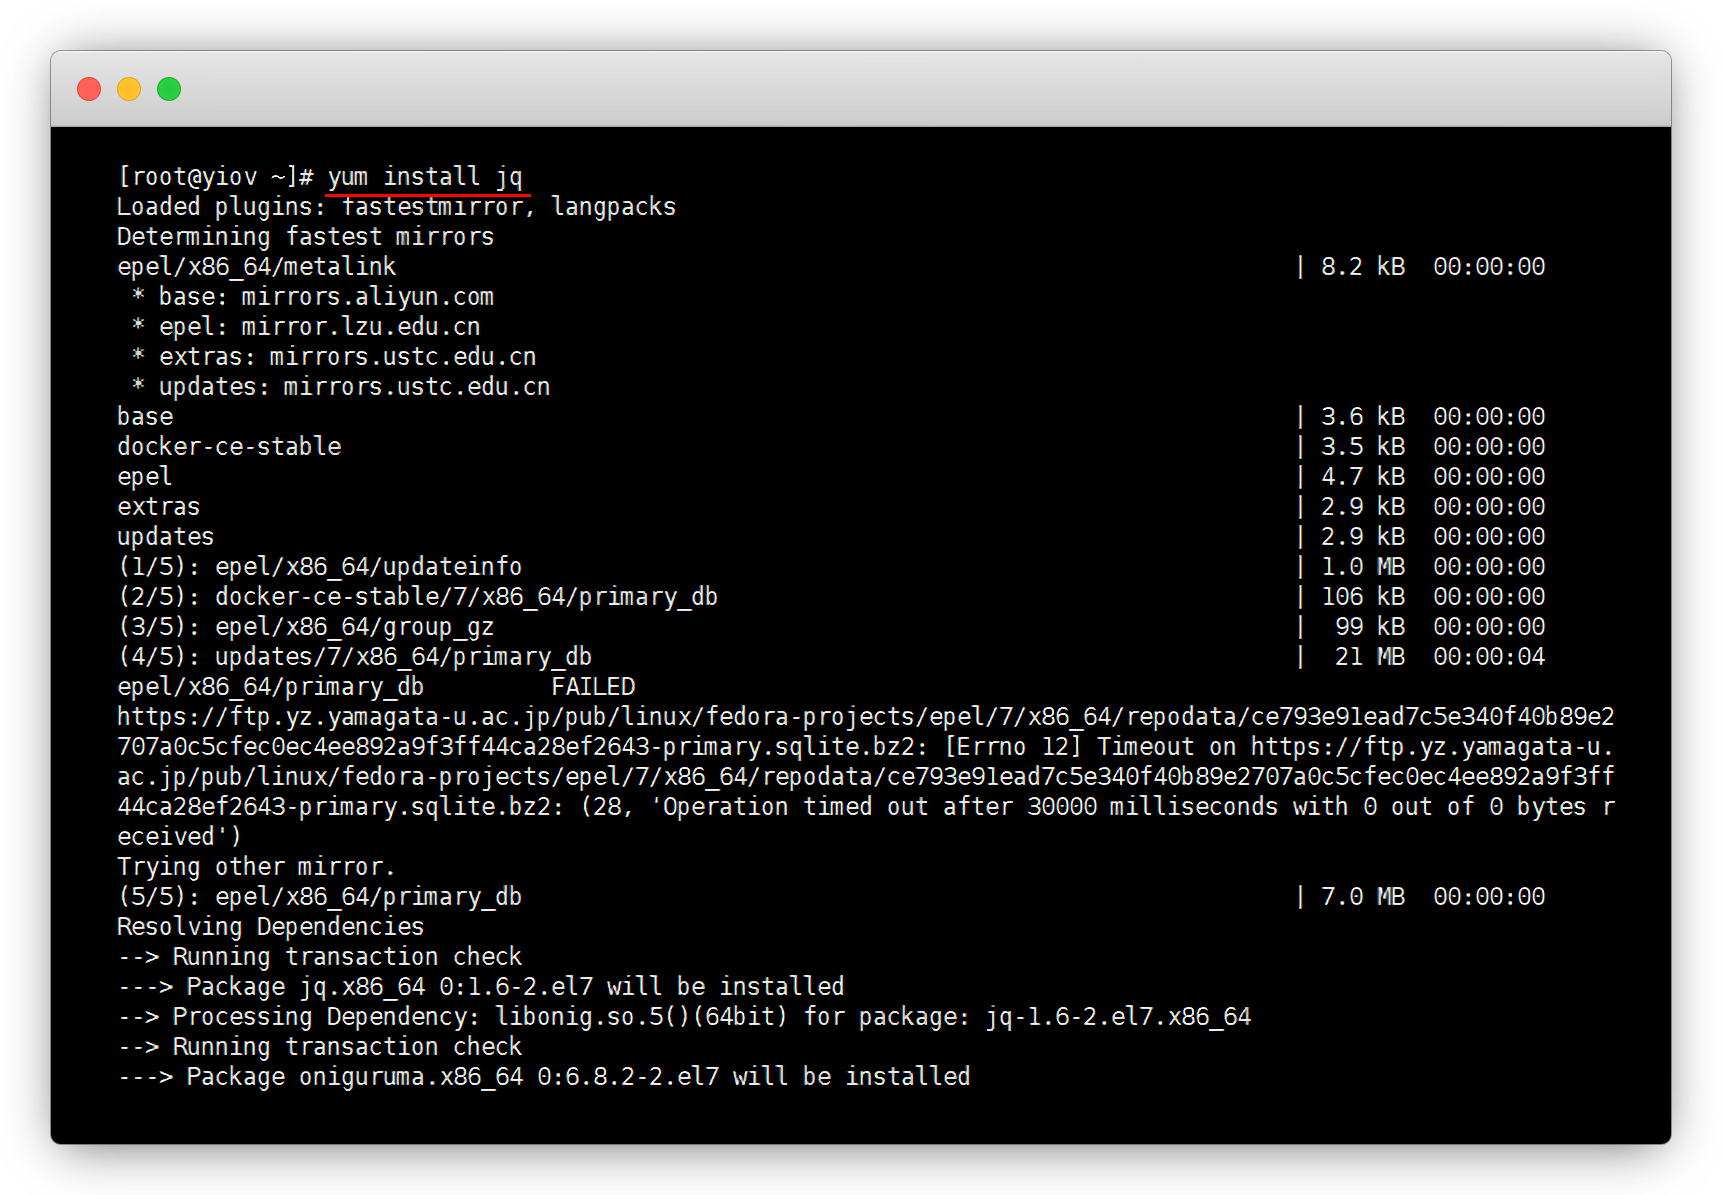 [root@yiov ~]# yum install jq
Loaded plugins: fastestmirror, langpacks
Determining fastest mirrors
epel/x86_64/metalink | 8.2 kB 00:00:00
* base: mirrors.aliyun.com
* epel: mirror.lzu.edu.cn
* extras: mirrors.ustc.edu.cn
* updates: mirrors.ustc.edu.cn
base | 3.6 kB 00:00:00
docker-ce-stable | 3.5 kB 00:00:00
epel | 4.7 kB 00:00:00
extras | 2.9 kB 00:00:00
updates | 2.9 kB 00:00:00
(1/5): epel/x86_64/updateinfo | 1.0 MB 00:00:00
(2/5): docker-ce-stable/7/x86_64/primary_db | 106 kB 00:00:00
(3/5): epel/x86_64/group_gz | 99 kB 00:00:00
(4/5): updates/7/x86_64/primary_db | 21 MB 00:00:04
epel/x86_64/primary_db FAILED
https://ftp.yz.yamagata-u.ac.jp/pub/linux/fedora-projects/epel/7/x86_64/repodata/ce793e91ead7c5e340f40b89e2
707a0c5cfec0ec4ee892a9f3ff44ca28ef2643-primary.sqlite.bz2: [Errno 12] Timeout on https://ftp.yz.yamagata-u.
ac.jp/pub/linux/fedora-projects/epel/7/x86_64/repodata/ce793e91ead7c5e340f40b89e2707a0c5cfec0ec4ee892a9f3ff
44ca28ef2643-primary.sqlite.bz2: (28, 'Operation timed out after 30000 milliseconds with 0 out of 0 bytes r
eceived')
Trying other mirror.
(5/5): epel/x86_64/primary_db | 7.0 MB 00:00:00
Resolving Dependencies
--> Running transaction check
---> Package jq.x86_64 0:1.6-2.el7 will be installed
--> Processing Dependency: libonig.so.5()(64bit) for package: jq-1.6-2.el7.x86_64
--> Running transaction check
---> Package oniguruma.x86_64 0:6.8.2-2.el7 will be installed